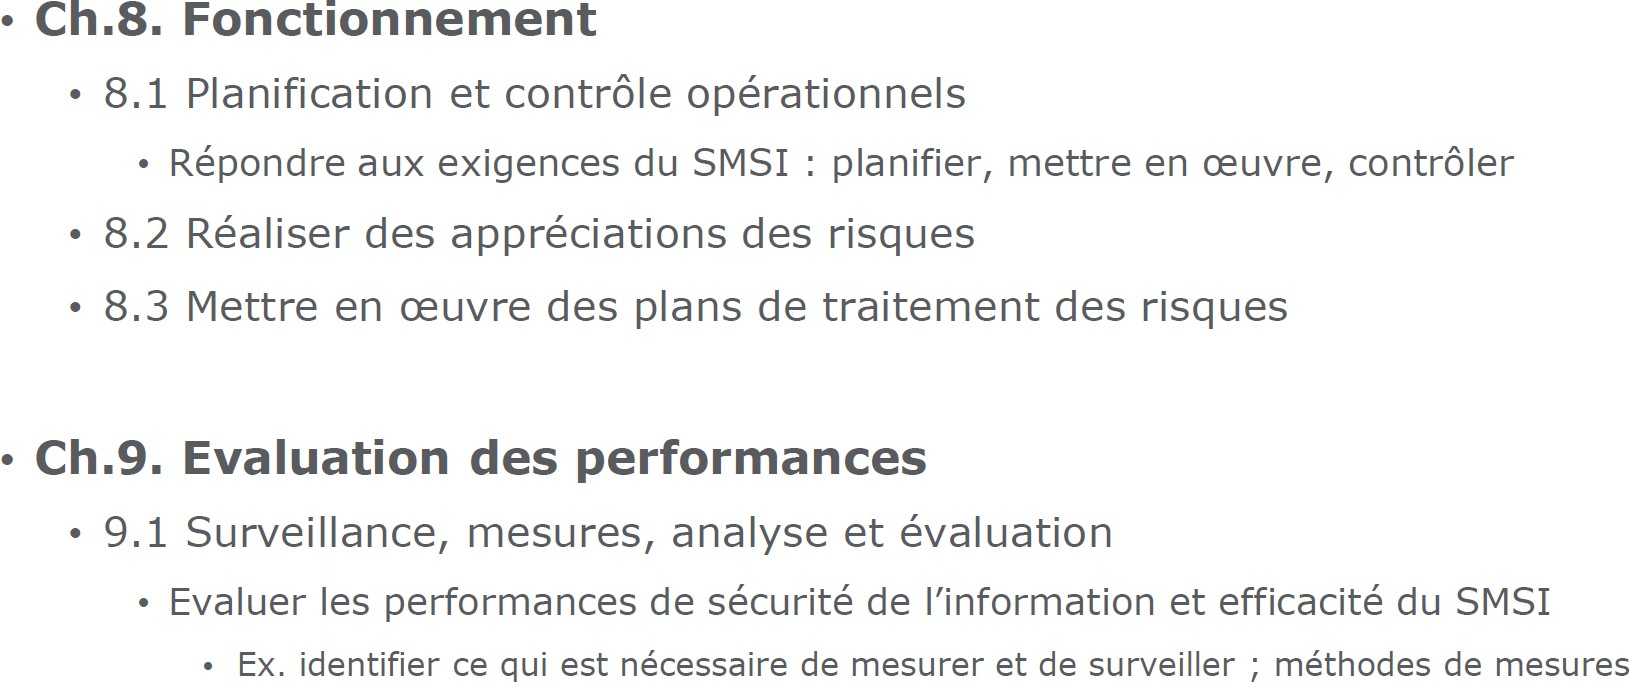 • Ch.8. Fonctionnement
• 8.1 Planification et contrôle opérationnels
• Répondre aux exigences du SMSI : planifier, mettre en œuvre, contrôler
• 8.2 Réaliser des appréciations des risques
• 8.3 Mettre en œuvre des plans de traitement des risques
• Ch.9. Evaluation des performances
• 9.1 Surveillance, mesures, analyse et évaluation
• Evaluer les performances de sécurité de l’information et efficacité du SMSI
• Ex. identifier ce qui est nécessaire de mesurer et de surveiller ; méthodes de mesures